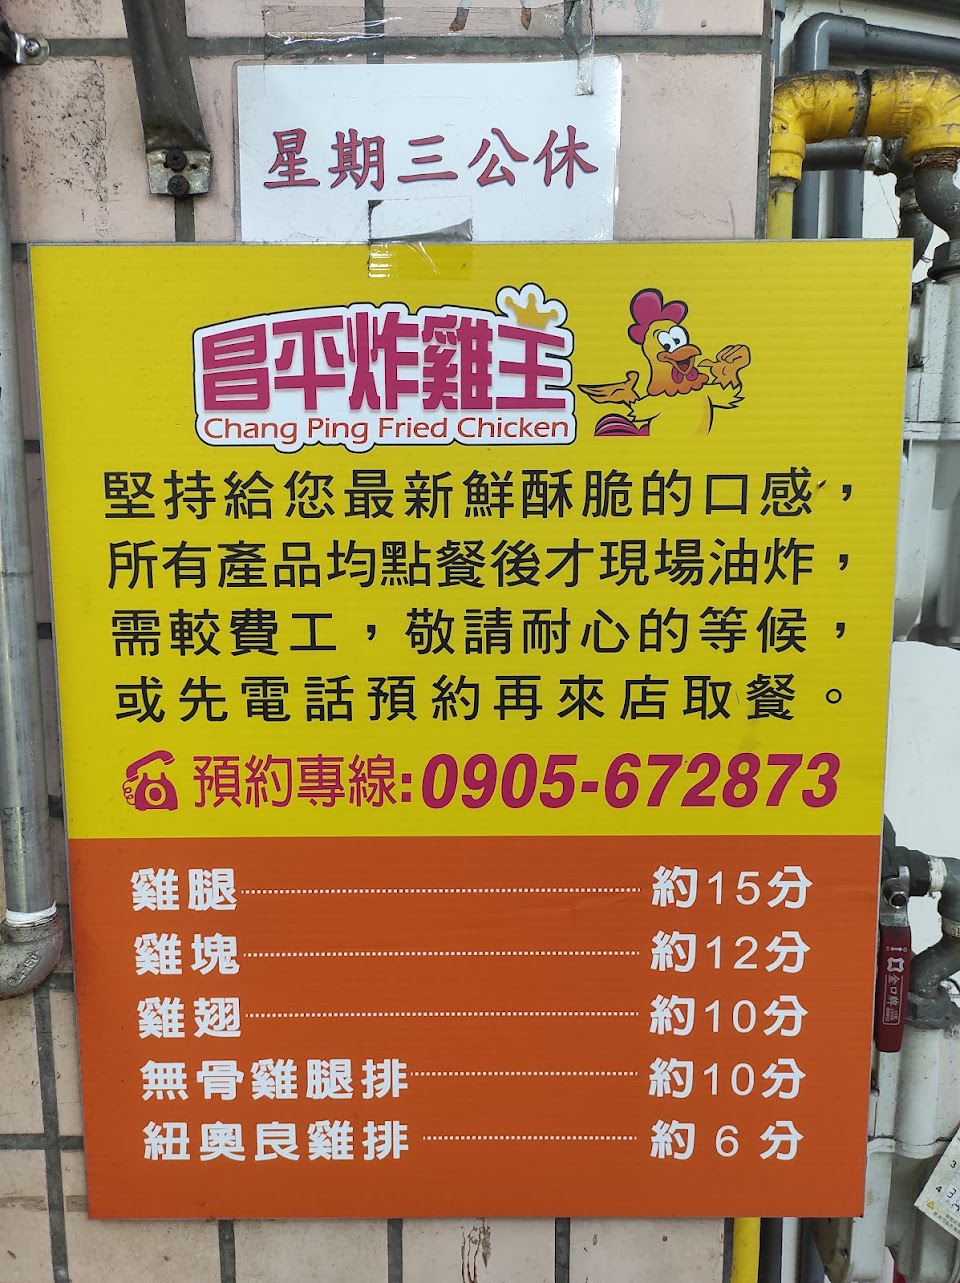 星期三公休
昌平炸雞王
Chang Ping Fried Chicken
堅持給您最新鮮酥脆的口感，
所有產品均點餐後才現場油炸，
需較費工，敬請耐心的等候，
或先電話預約再來店取餐。
預約專線:0905-672873
雞腿 約15分
雞塊 約12分
雞翅 約10分
無骨雞腿排 約10分
紐奧良雞排 約6分
金口牌